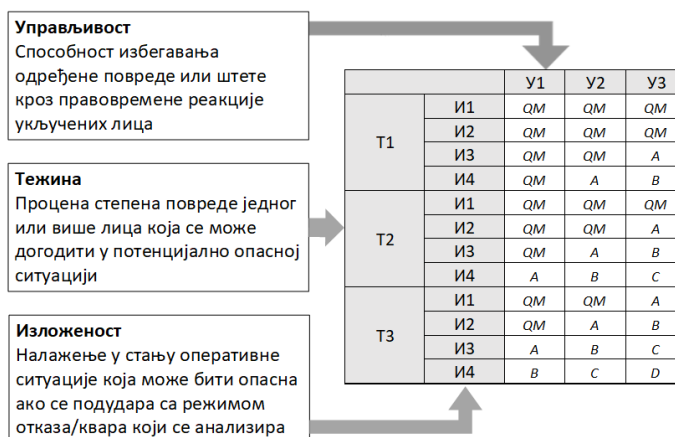 Управљивост
Способност избегавања
одређене повреде или штете
кроз правовремене реакције
укључених лица
Тежина
Процена степена повреде једног
или више лица која се може
догодити у потенцијално опасној
ситуацији
Изложеност
Налажење у стању оперативне
ситуације која може бити опасна
ако се подудара са режимом
отказа/квара који се анализира
У1 У2 У3
Т1
И1 QM QM QM
И2 QM QM QM
И3 QM QM A
И4 QM A B
Т2
И1 QM QM QM
И2 QM QM A
И3 QM A B
И4 A B C
Т3
И1 QM QM A
И2 QM A B
И3 A B C
И4 B C D